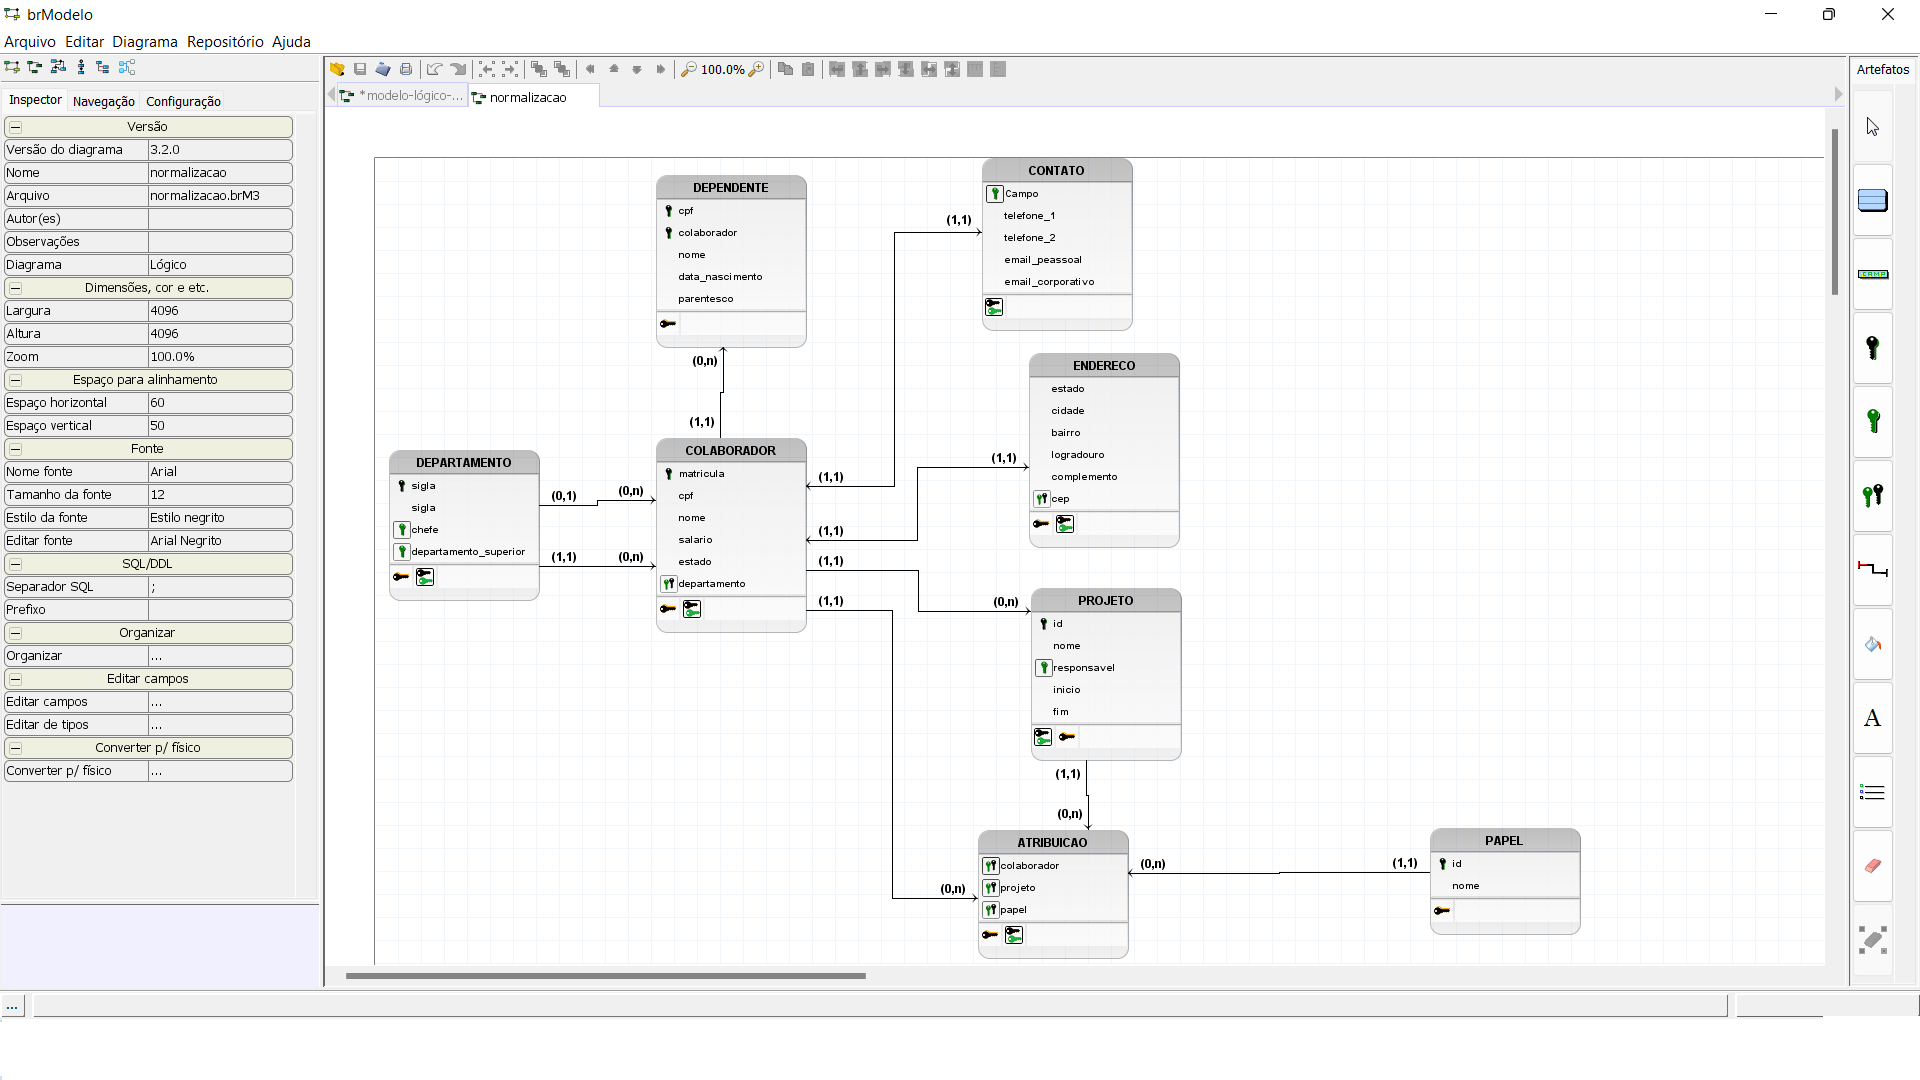 brModelo
Arquivo Editar Diagrama Repositório Ajuda
Inspector Navegação Configuração
Versão
Versão do diagrama 3.2.0
Nome normalizacao
Arquivo normalizacao.brM3
Autor(es)
Observações
Diagrama Lógico
Dimensões, cor e etc.
Largura 4096
Altura 4096
Zoom 100.0%
Espaço para alinhamento
Espaço horizontal 60
Espaço vertical 50
Fonte
Nome fonte Arial
Tamanho da fonte 12
Estilo da fonte Estilo negrito
Editar fonte Arial Negrito
SQL/DDL
Separador SQL ;
Prefixo
Organizar
Organizar ...
Editar campos
Editar campos ...
Editar de tipos ...
Converter p/ físico
Converter p/ físico ...
...
100.0%
*modelo-lógico-... normalizacao
Artefatos
CAMPO
A
DEPENDENTE
cpf
colaborador
nome
data_nascimento
parentesco
(0,n)
(1,1)
CONTATO
Campo
telefone_1
telefone_2
email_peassoal
email_corporativo
(1,1)
ENDERECO
estado
cidade
bairro
logradouro
complemento
cep
(1,1)
DEPARTAMENTO
sigla
sigla
chefe
departamento_superior
(0,1) (0,n)
(1,1) (0,n)
COLABORADOR
matricula
cpf
nome
salario
estado
departamento
(1,1)
(1,1)
(1,1)
(1,1)
(0,n)
PROJETO
id
nome
responsavel
inicio
fim
(1,1)
(0,n)
ATRIBUICAO
colaborador
projeto
papel
(0,n)
(0,n) (1,1)
PAPEL
id
nome